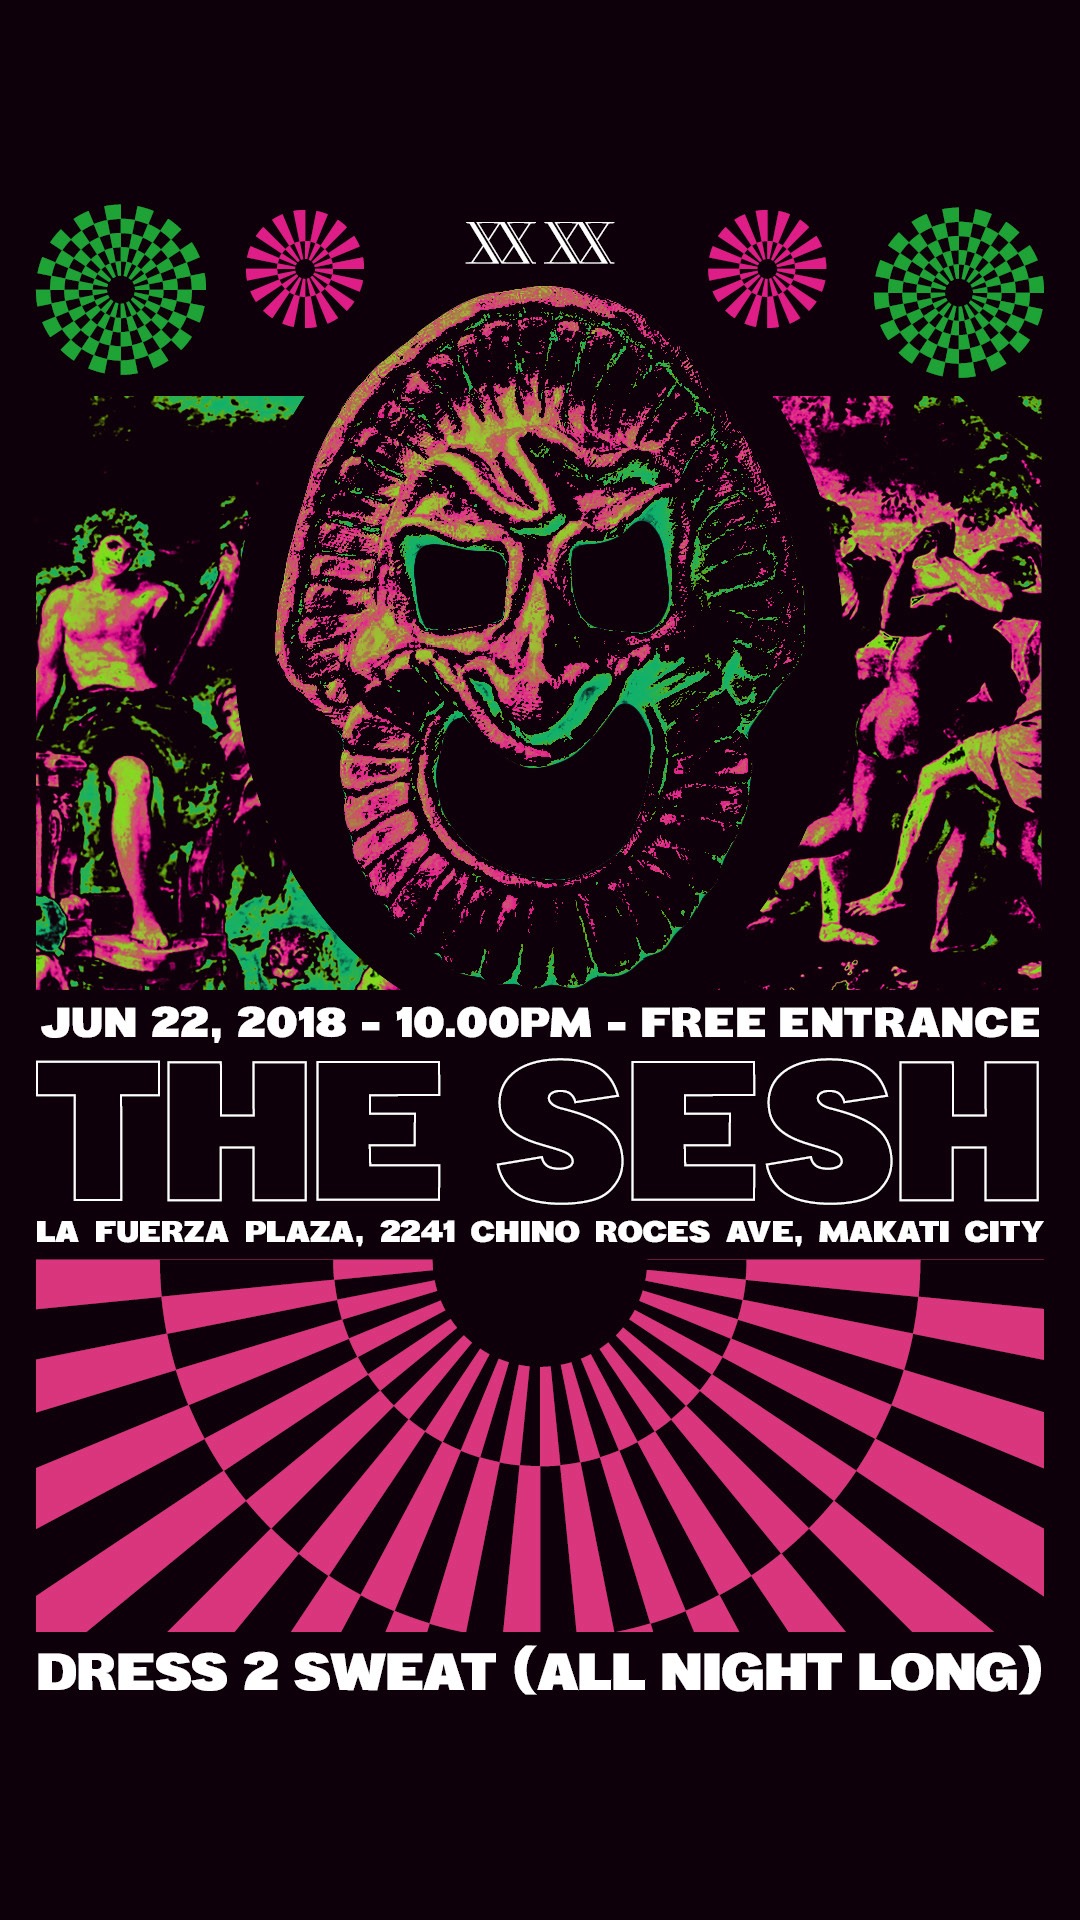 XX XX
JUN 22, 2018 - 10.00PM - FREE ENTRANCE
THE SESH
LA FUERZA PLAZA, 2241 CHINO ROCES AVE, MAKATI CITY
DRESS 2 SWEAT (ALL NIGHT LONG)